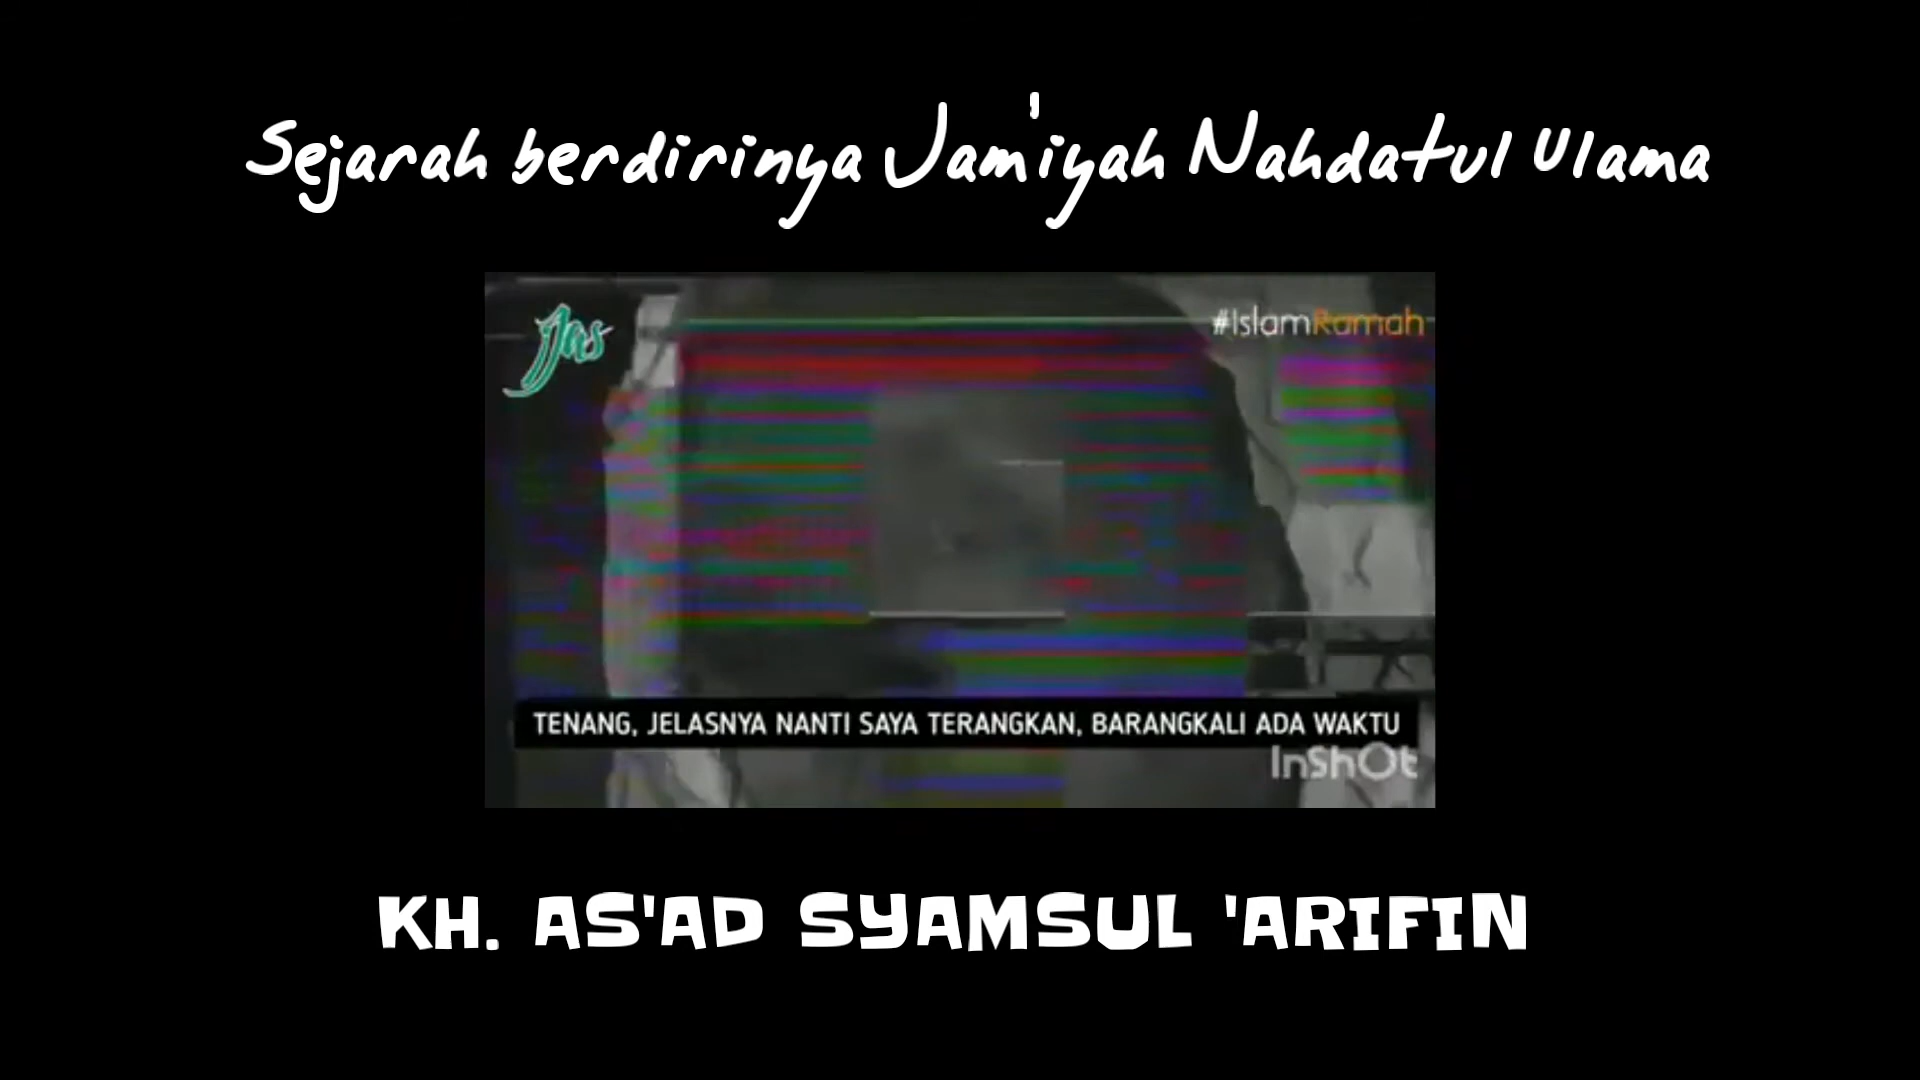 Sejarah berdirinya Jam'iyah Nahdatul Ulama
Jas
#IslamRamah
TENANG, JELASNYA NANTI SAYA TERANGKAN, BARANGKALI ADA WAKTU
InShOt
KH. AS'AD SYAMSUL 'ARIFIN